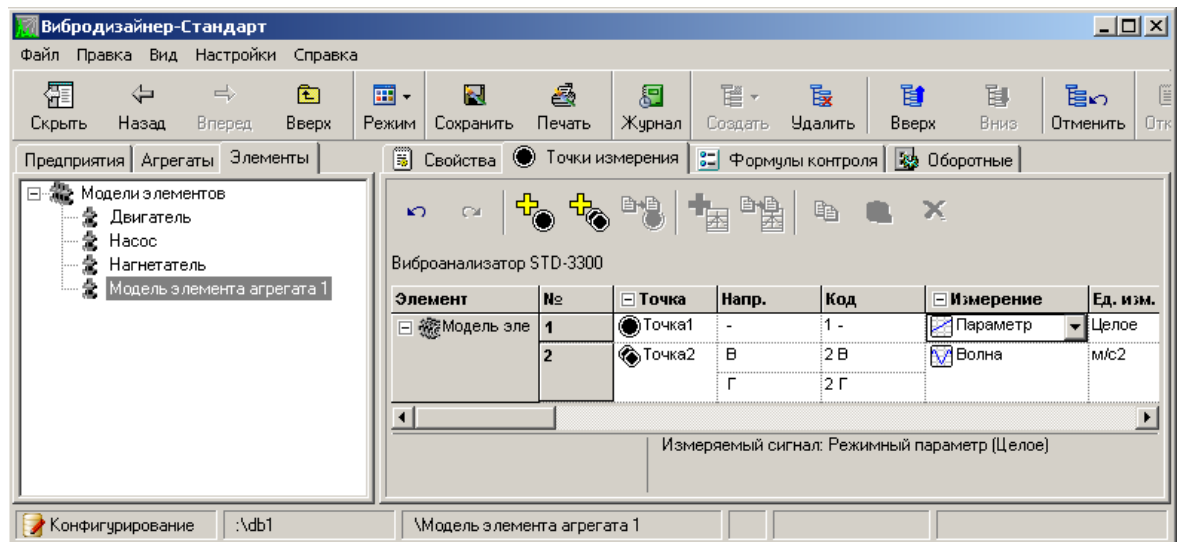 Вибродизайнер-Стандарт
Файл Правка Вид Настройки Справка
Скрыть Назад Вперед Вверх Режим Сохранить Печать Журнал Создать Удалить Вверх Вниз Отменить Отк
Предприятия Агрегаты Элементы
Свойства Точки измерения Формулы контроля Оборотные
Модели элементов
Двигатель
Насос
Нагнетатель
Модель элемента агрегата 1
Виброанализатор STD-3300
Элемент № Точка Напр. Код Измерение Ед. изм.
Модель эле 1 Точка1 - 1 - Параметр Целое
2 Точка2 В 2 В Волна м/с2
Г 2 Г
Измеряемый сигнал: Режимный параметр (Целое)
Конфигурирование :\db1 \Модель элемента агрегата 1